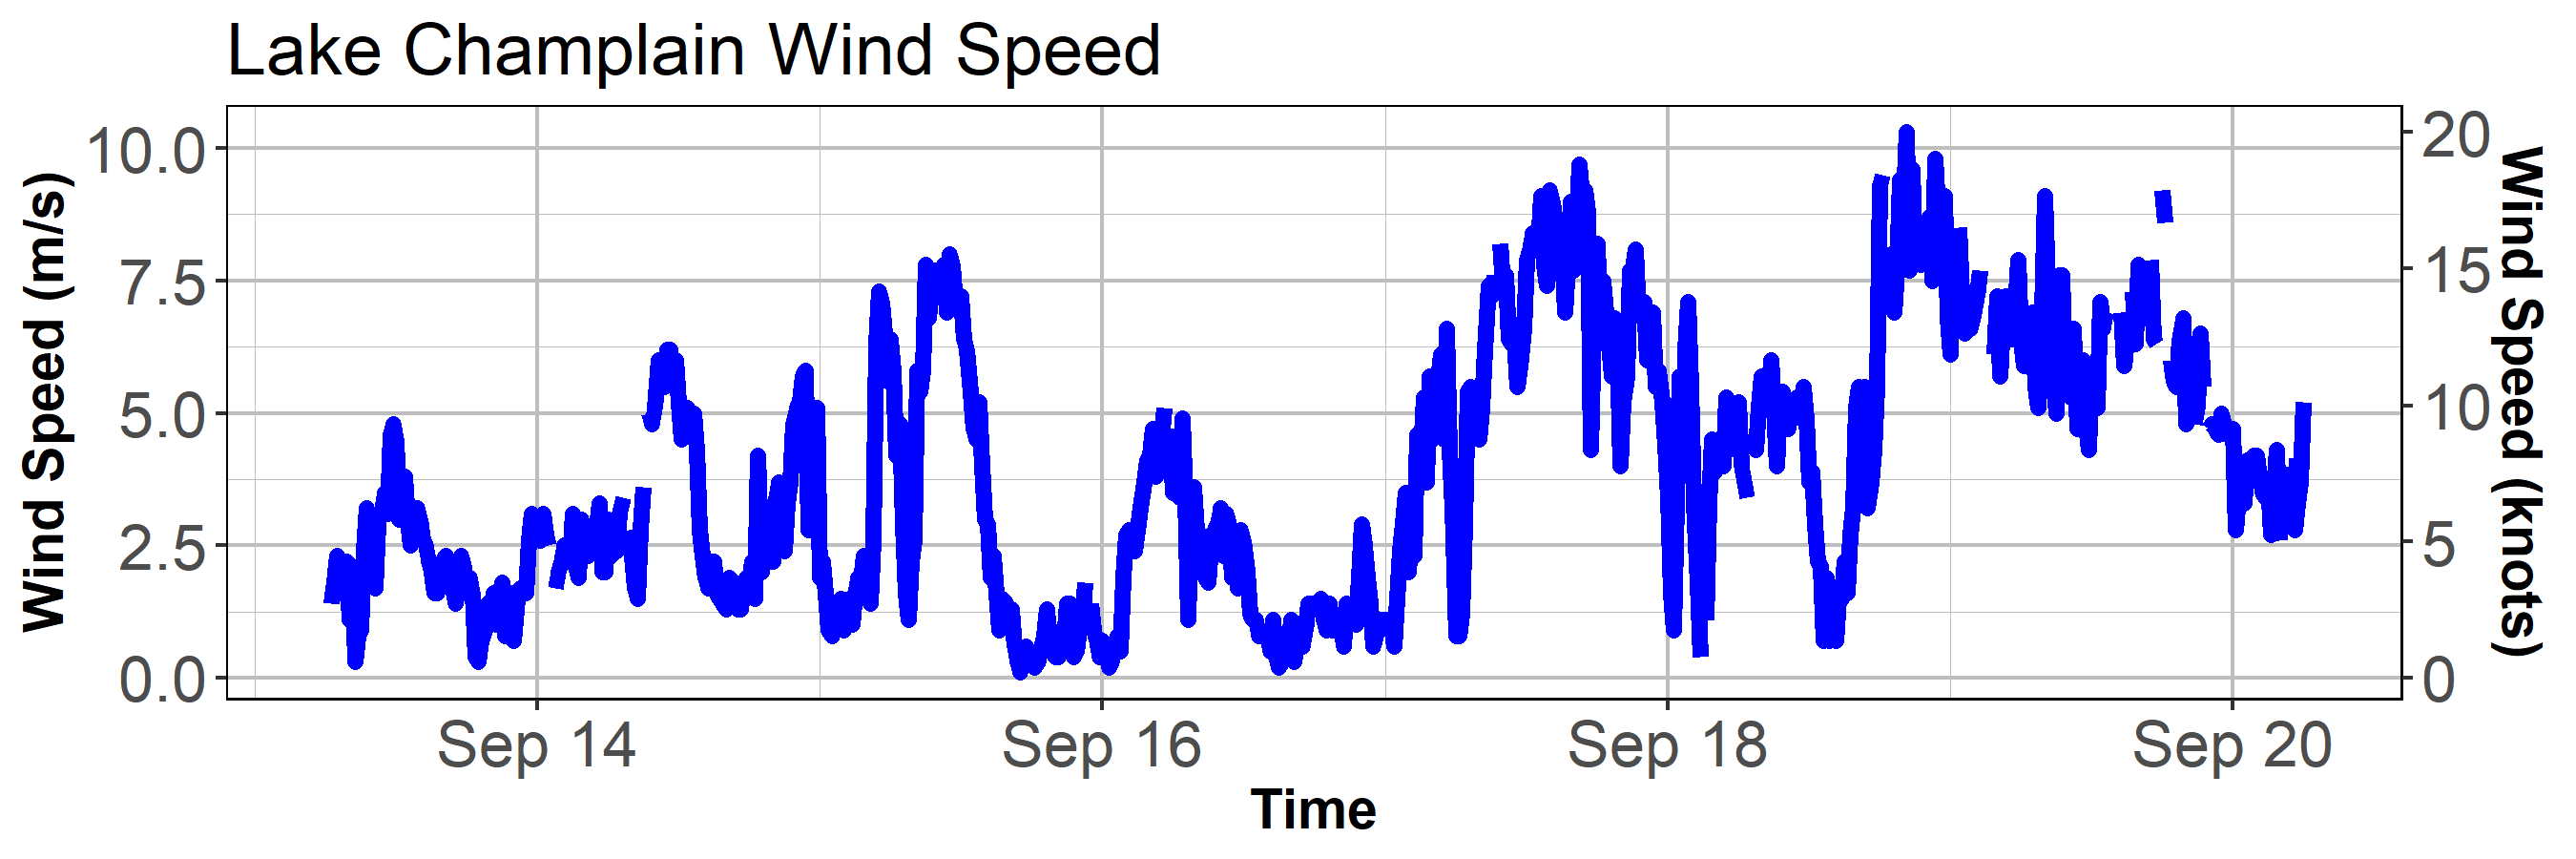 Lake Champlain Wind Speed
Wind Speed (m/s)
10.0
7.5
5.0
2.5
0.0
20
15
10
5
0
Wind Speed (knots)
Sep 14
Sep 16
Sep 18
Sep 20
Time